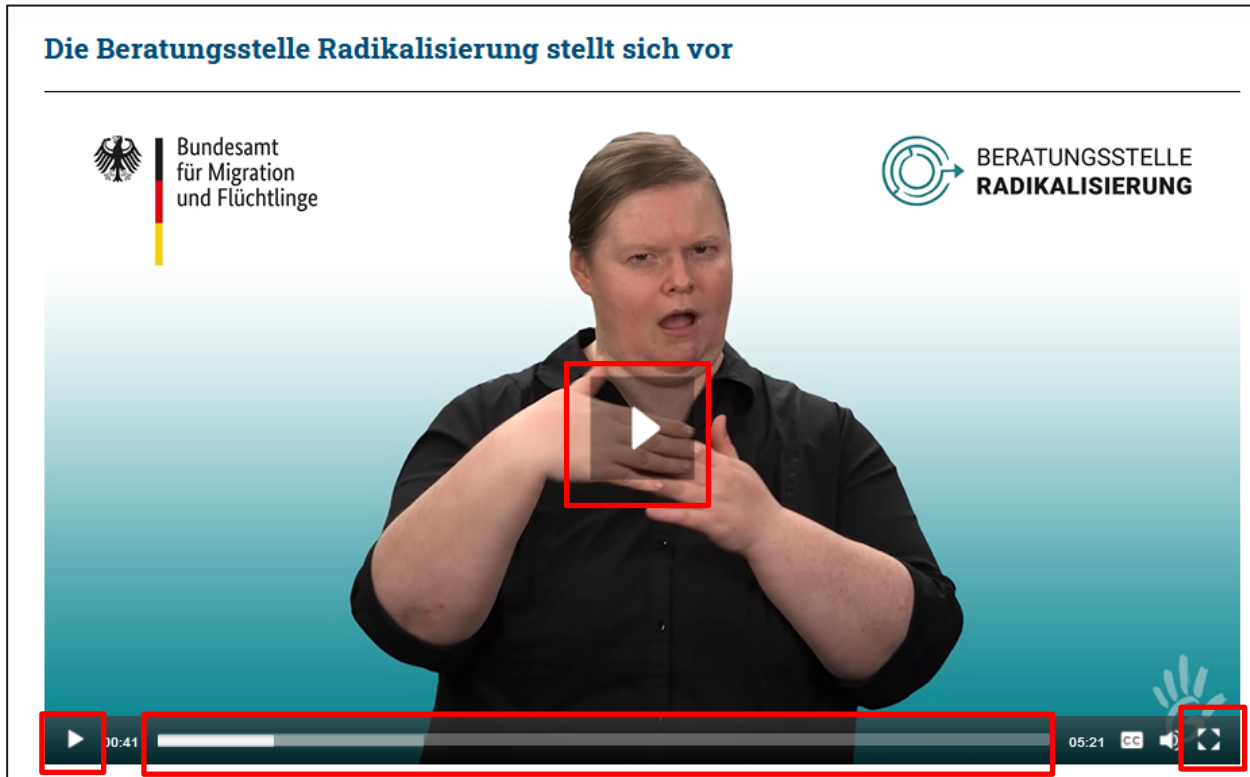 Die Beratungsstelle Radikalisierung stellt sich vor
Bundesamt
für Migration
und Flüchtlinge
BERATUNGSSTELLE
RADIKALISIERUNG
00:41
05:21
CC